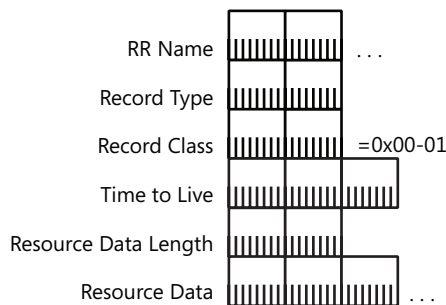 RR Name ...
Record Type
Record Class =0x00-01
Time to Live
Resource Data Length
Resource Data ...